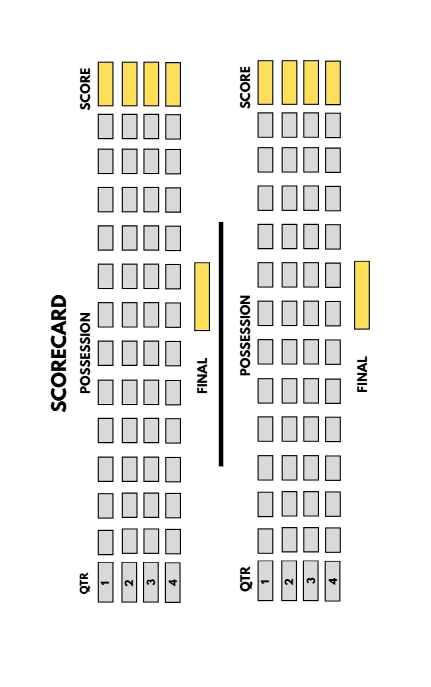 SCORECARD
QTR POSSESSION SCORE
1
2
3
4
FINAL
QTR POSSESSION SCORE
1
2
3
4
FINAL